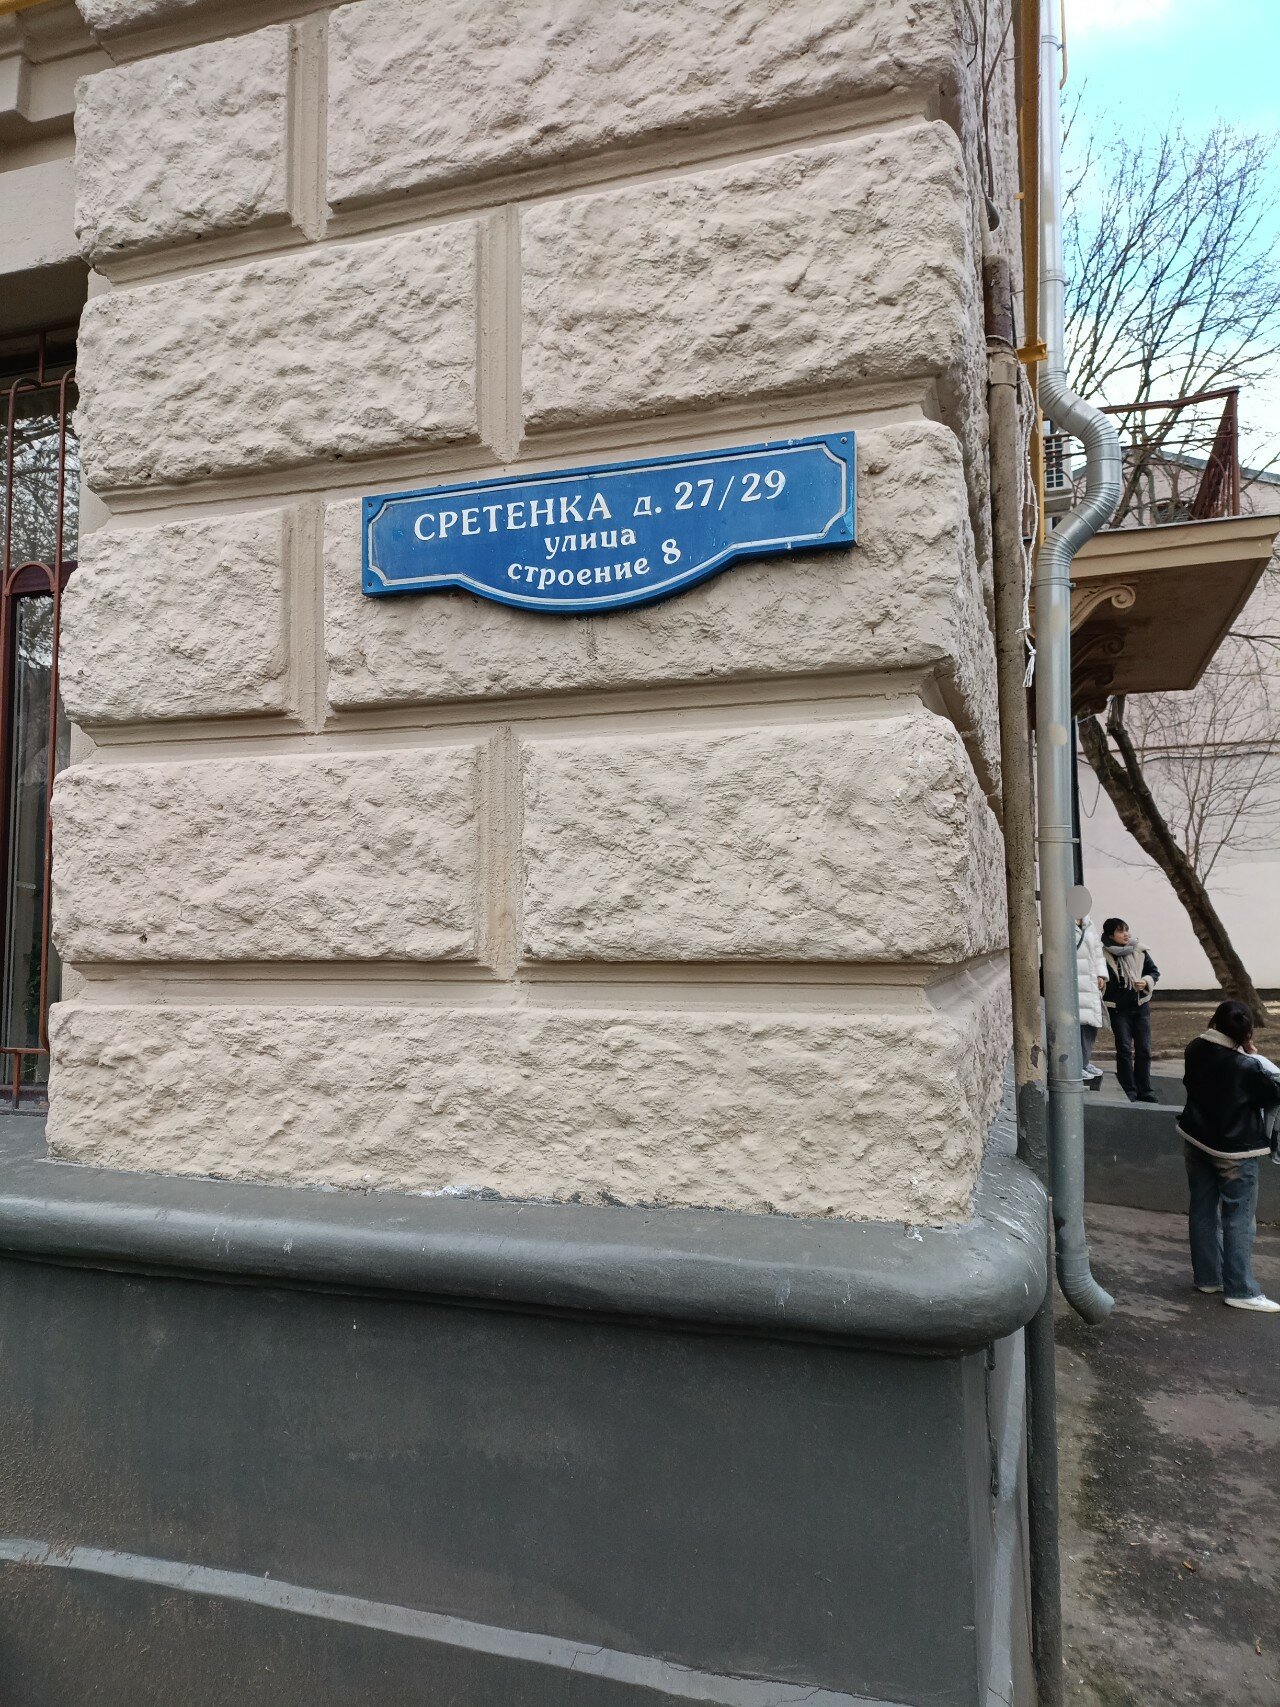 СРЕТЕНКА д. 27/29
улица
строение 8